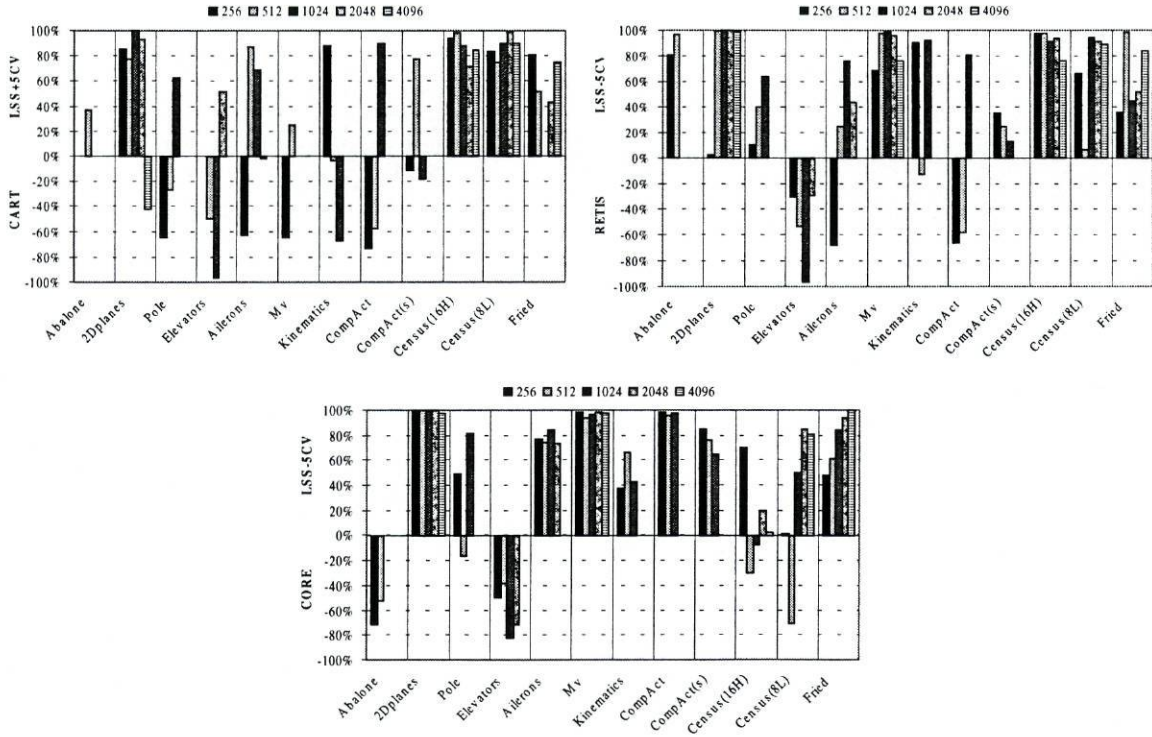 256 512 1024 2048 4096
100%
80%
60%
40%
20%
0%
-20%
-40%
-60%
-80%
-100%
LSS+5CV
CART
Abalone
2Dplanes
Pole
Elevators
Ailerons
Mv
Kinematics
CompAct
CompAct(s)
Census(16H)
Census(8L)
Fried
256 512 1024 2048 4096
100%
80%
60%
40%
20%
0%
-20%
-40%
-60%
-80%
-100%
LSS-5CV
RETIS
Abalone
2Dplanes
Pole
Elevators
Ailerons
Mv
Kinematics
CompAct
CompAct(s)
Census(16H)
Census(8L)
Fried
256 512 1024 2048 4096
100%
80%
60%
40%
20%
0%
-20%
-40%
-60%
-80%
-100%
LSS-5CV
CORE
Abalone
2Dplanes
Pole
Elevators
Ailerons
Mv
Kinematics
CompAct
CompAct(s)
Census(16H)
Census(8L)
Fried